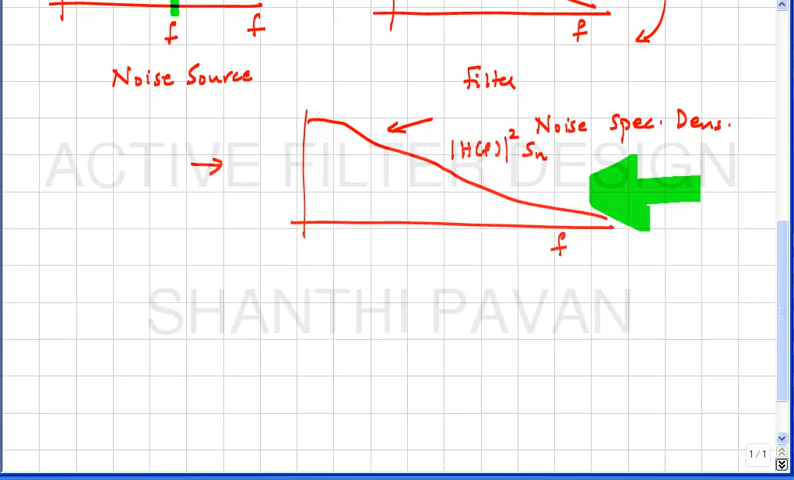 f f f
Noise Source Filter
Noise Spec. Dens.
|H(f)|² Sn
ACTIVE FILTER DESIGN
f
SHANTHI PAVAN
1 / 1